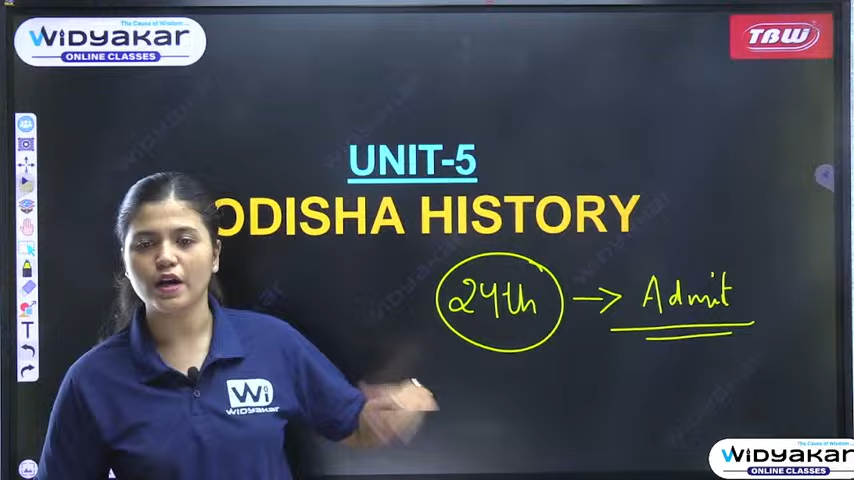 The Cause of Wisdom...
WiDYAKAR
ONLINE CLASSES
TBW
UNIT-5
ODISHA HISTORY
24th → Admit
Wi
WiDYAKAR
The Cause of Wisdom...
WiDYAKAR
ONLINE CLASSES